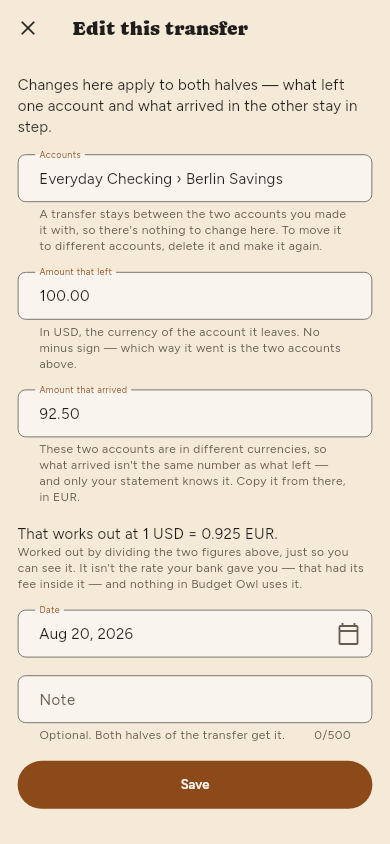 Edit this transfer
Changes here apply to both halves — what left
one account and what arrived in the other stay in
step.
Accounts
Everyday Checking › Berlin Savings
A transfer stays between the two accounts you made
it with, so there's nothing to change here. To move it
to different accounts, delete it and make it again.
Amount that left
100.00
In USD, the currency of the account it leaves. No
minus sign — which way it went is the two accounts
above.
Amount that arrived
92.50
These two accounts are in different currencies, so
what arrived isn't the same number as what left —
and only your statement knows it. Copy it from there,
in EUR.
That works out at 1 USD = 0.925 EUR.
Worked out by dividing the two figures above, just so you
can see it. It isn't the rate your bank gave you — that had its
fee inside it — and nothing in Budget Owl uses it.
Date
Aug 20, 2026
Note
Optional. Both halves of the transfer get it. 0/500
Save